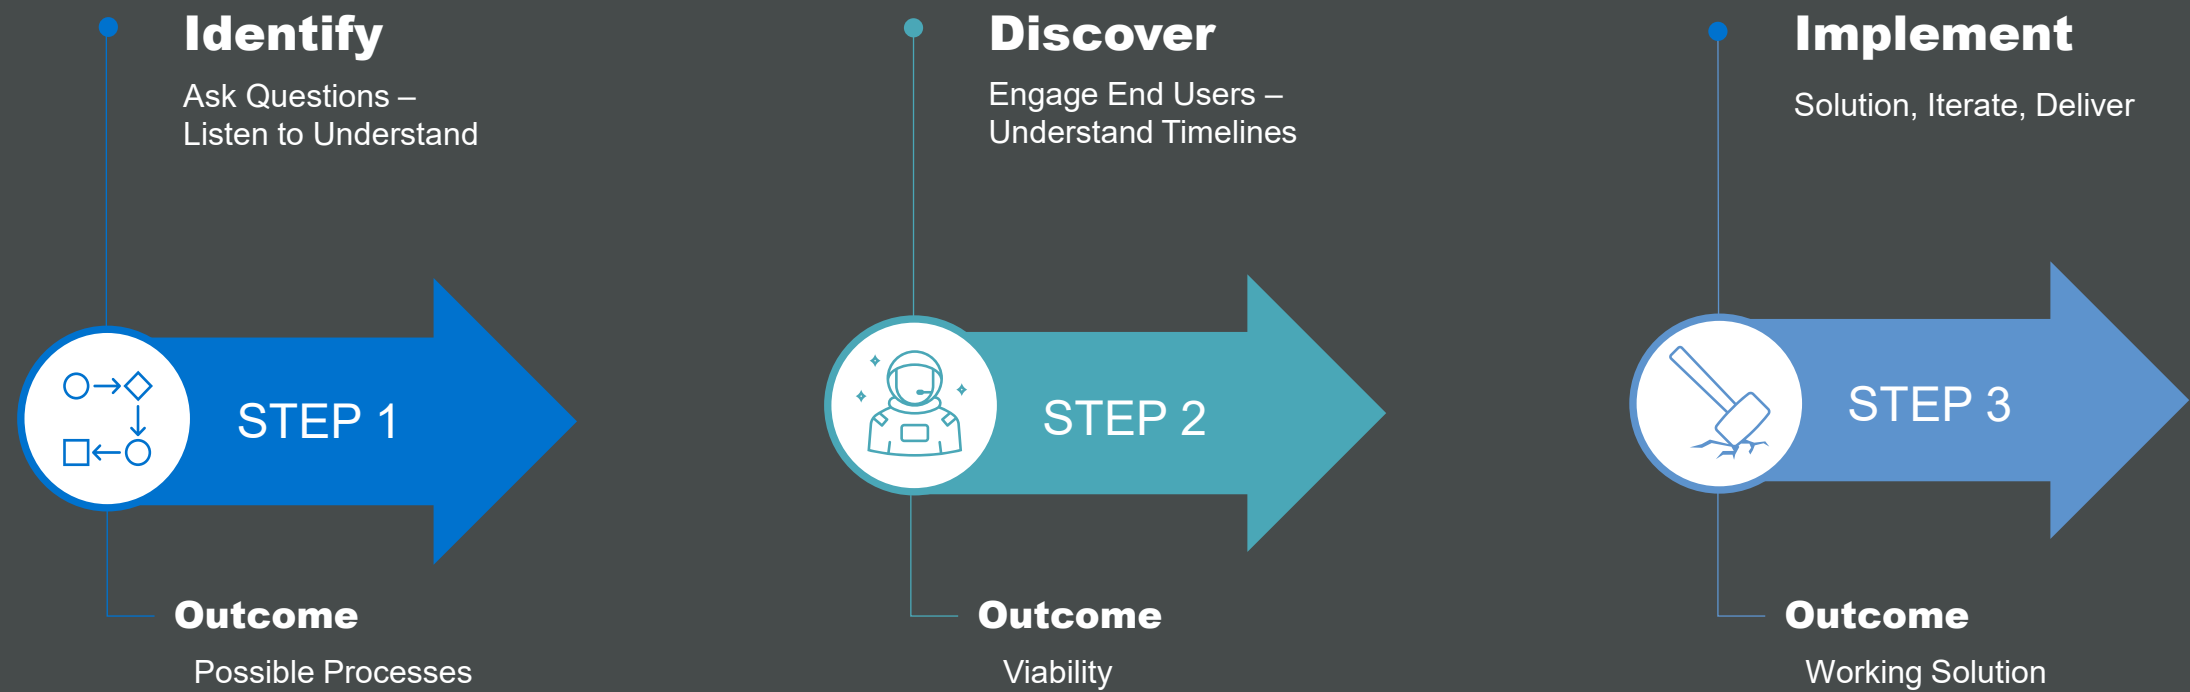 Identify
Ask Questions –
Listen to Understand
STEP 1
Outcome
Possible Processes
Discover
Engage End Users –
Understand Timelines
STEP 2
Outcome
Viability
Implement
Solution, Iterate, Deliver
STEP 3
Outcome
Working Solution